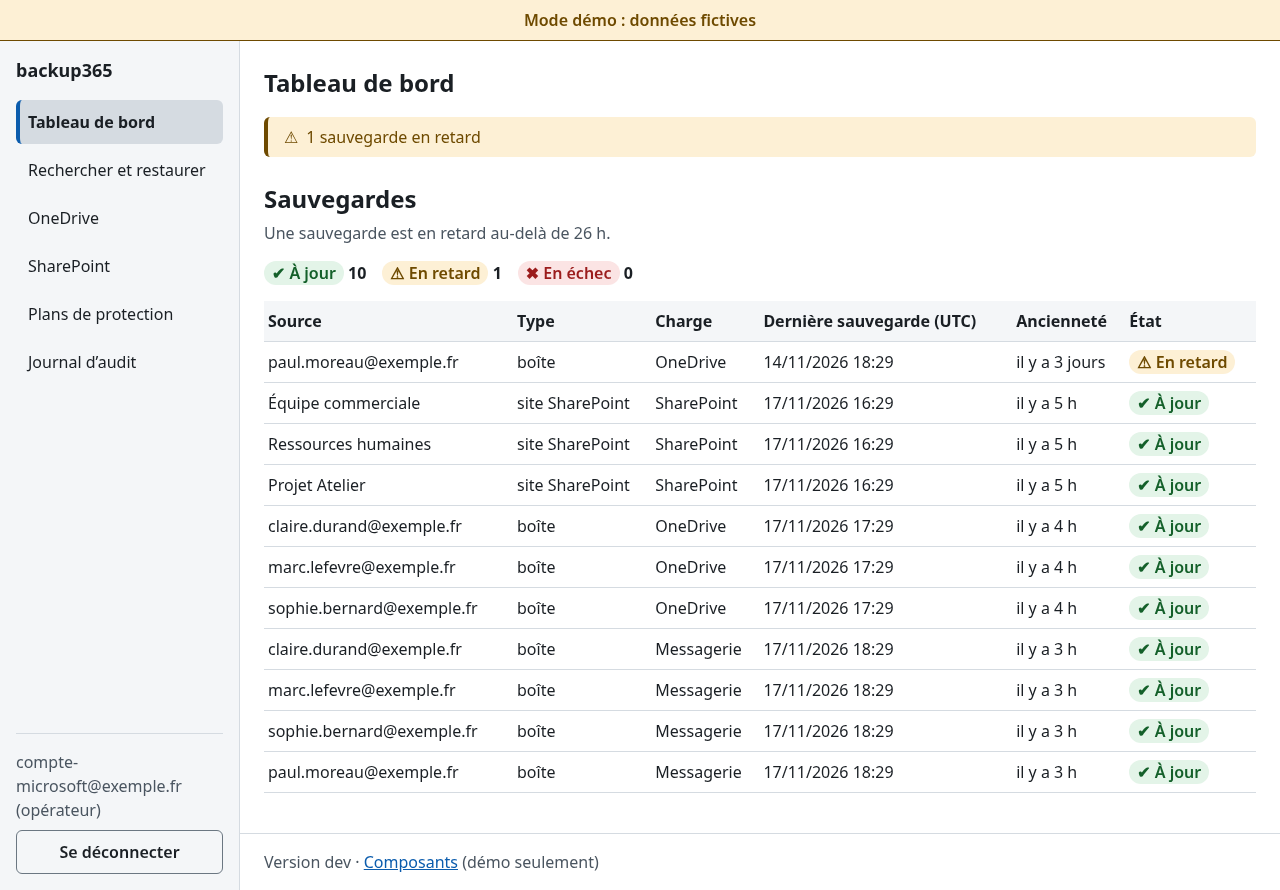 Mode démo : données fictives
backup365
Tableau de bord
Rechercher et restaurer
OneDrive
SharePoint
Plans de protection
Journal d’audit
compte-
microsoft@exemple.fr
(opérateur)
Se déconnecter
Tableau de bord
⚠ 1 sauvegarde en retard
Sauvegardes
Une sauvegarde est en retard au-delà de 26 h.
✔ À jour 10 ⚠ En retard 1 ✖ En échec 0
Source Type Charge Dernière sauvegarde (UTC) Ancienneté État
paul.moreau@exemple.fr boîte OneDrive 14/11/2026 18:29 il y a 3 jours ⚠ En retard
Équipe commerciale site SharePoint SharePoint 17/11/2026 16:29 il y a 5 h ✔ À jour
Ressources humaines site SharePoint SharePoint 17/11/2026 16:29 il y a 5 h ✔ À jour
Projet Atelier site SharePoint SharePoint 17/11/2026 16:29 il y a 5 h ✔ À jour
claire.durand@exemple.fr boîte OneDrive 17/11/2026 17:29 il y a 4 h ✔ À jour
marc.lefevre@exemple.fr boîte OneDrive 17/11/2026 17:29 il y a 4 h ✔ À jour
sophie.bernard@exemple.fr boîte OneDrive 17/11/2026 17:29 il y a 4 h ✔ À jour
claire.durand@exemple.fr boîte Messagerie 17/11/2026 18:29 il y a 3 h ✔ À jour
marc.lefevre@exemple.fr boîte Messagerie 17/11/2026 18:29 il y a 3 h ✔ À jour
sophie.bernard@exemple.fr boîte Messagerie 17/11/2026 18:29 il y a 3 h ✔ À jour
paul.moreau@exemple.fr boîte Messagerie 17/11/2026 18:29 il y a 3 h ✔ À jour
Version dev · Composants (démo seulement)